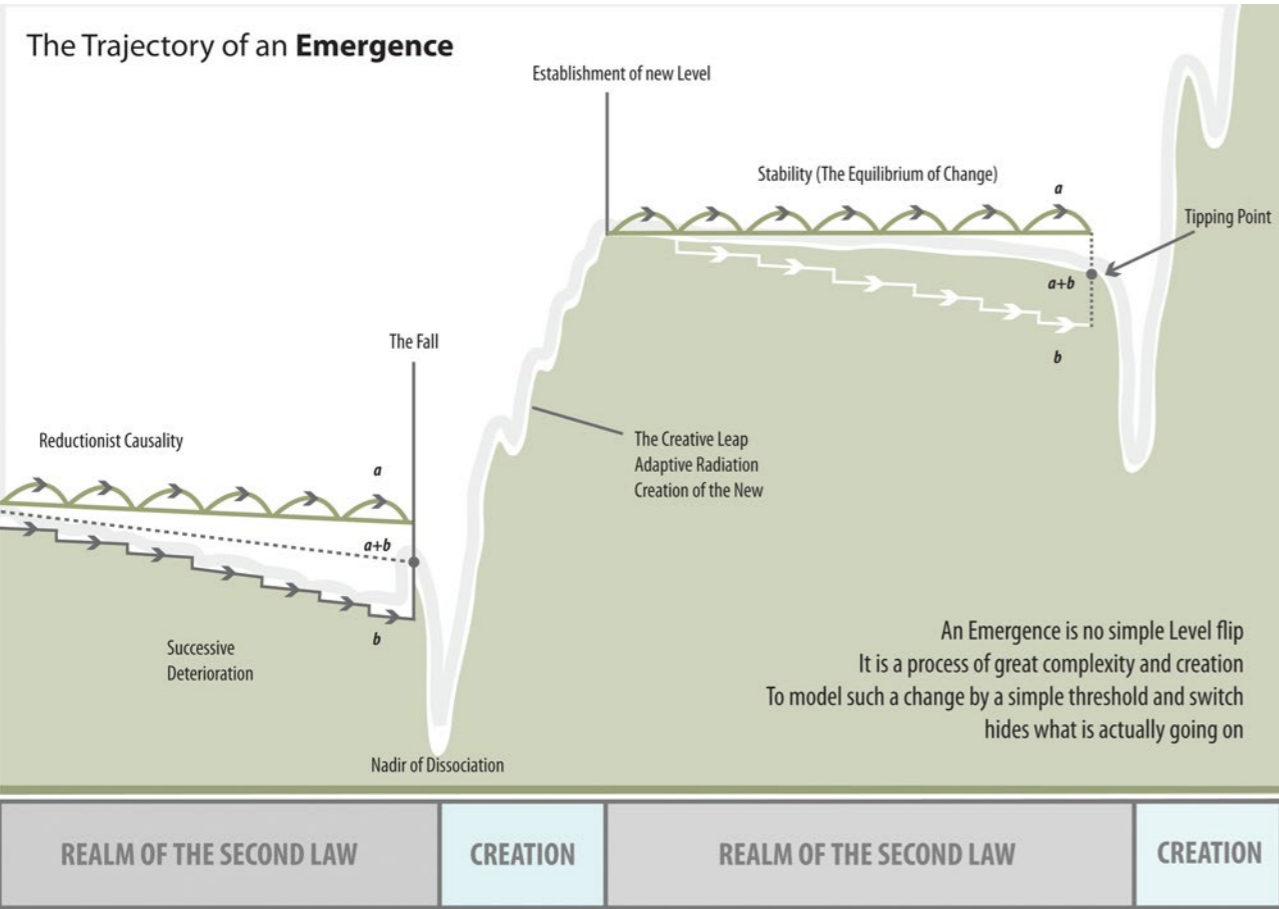 The Trajectory of an Emergence
Establishment of new Level
Stability (The Equilibrium of Change)
a
Tipping Point
a+b
b
The Fall
Reductionist Causality
a
a+b
b
The Creative Leap
Adaptive Radiation
Creation of the New
Successive
Deterioration
Nadir of Dissociation
An Emergence is no simple Level flip
It is a process of great complexity and creation
To model such a change by a simple threshold and switch
hides what is actually going on
REALM OF THE SECOND LAW
CREATION
REALM OF THE SECOND LAW
CREATION